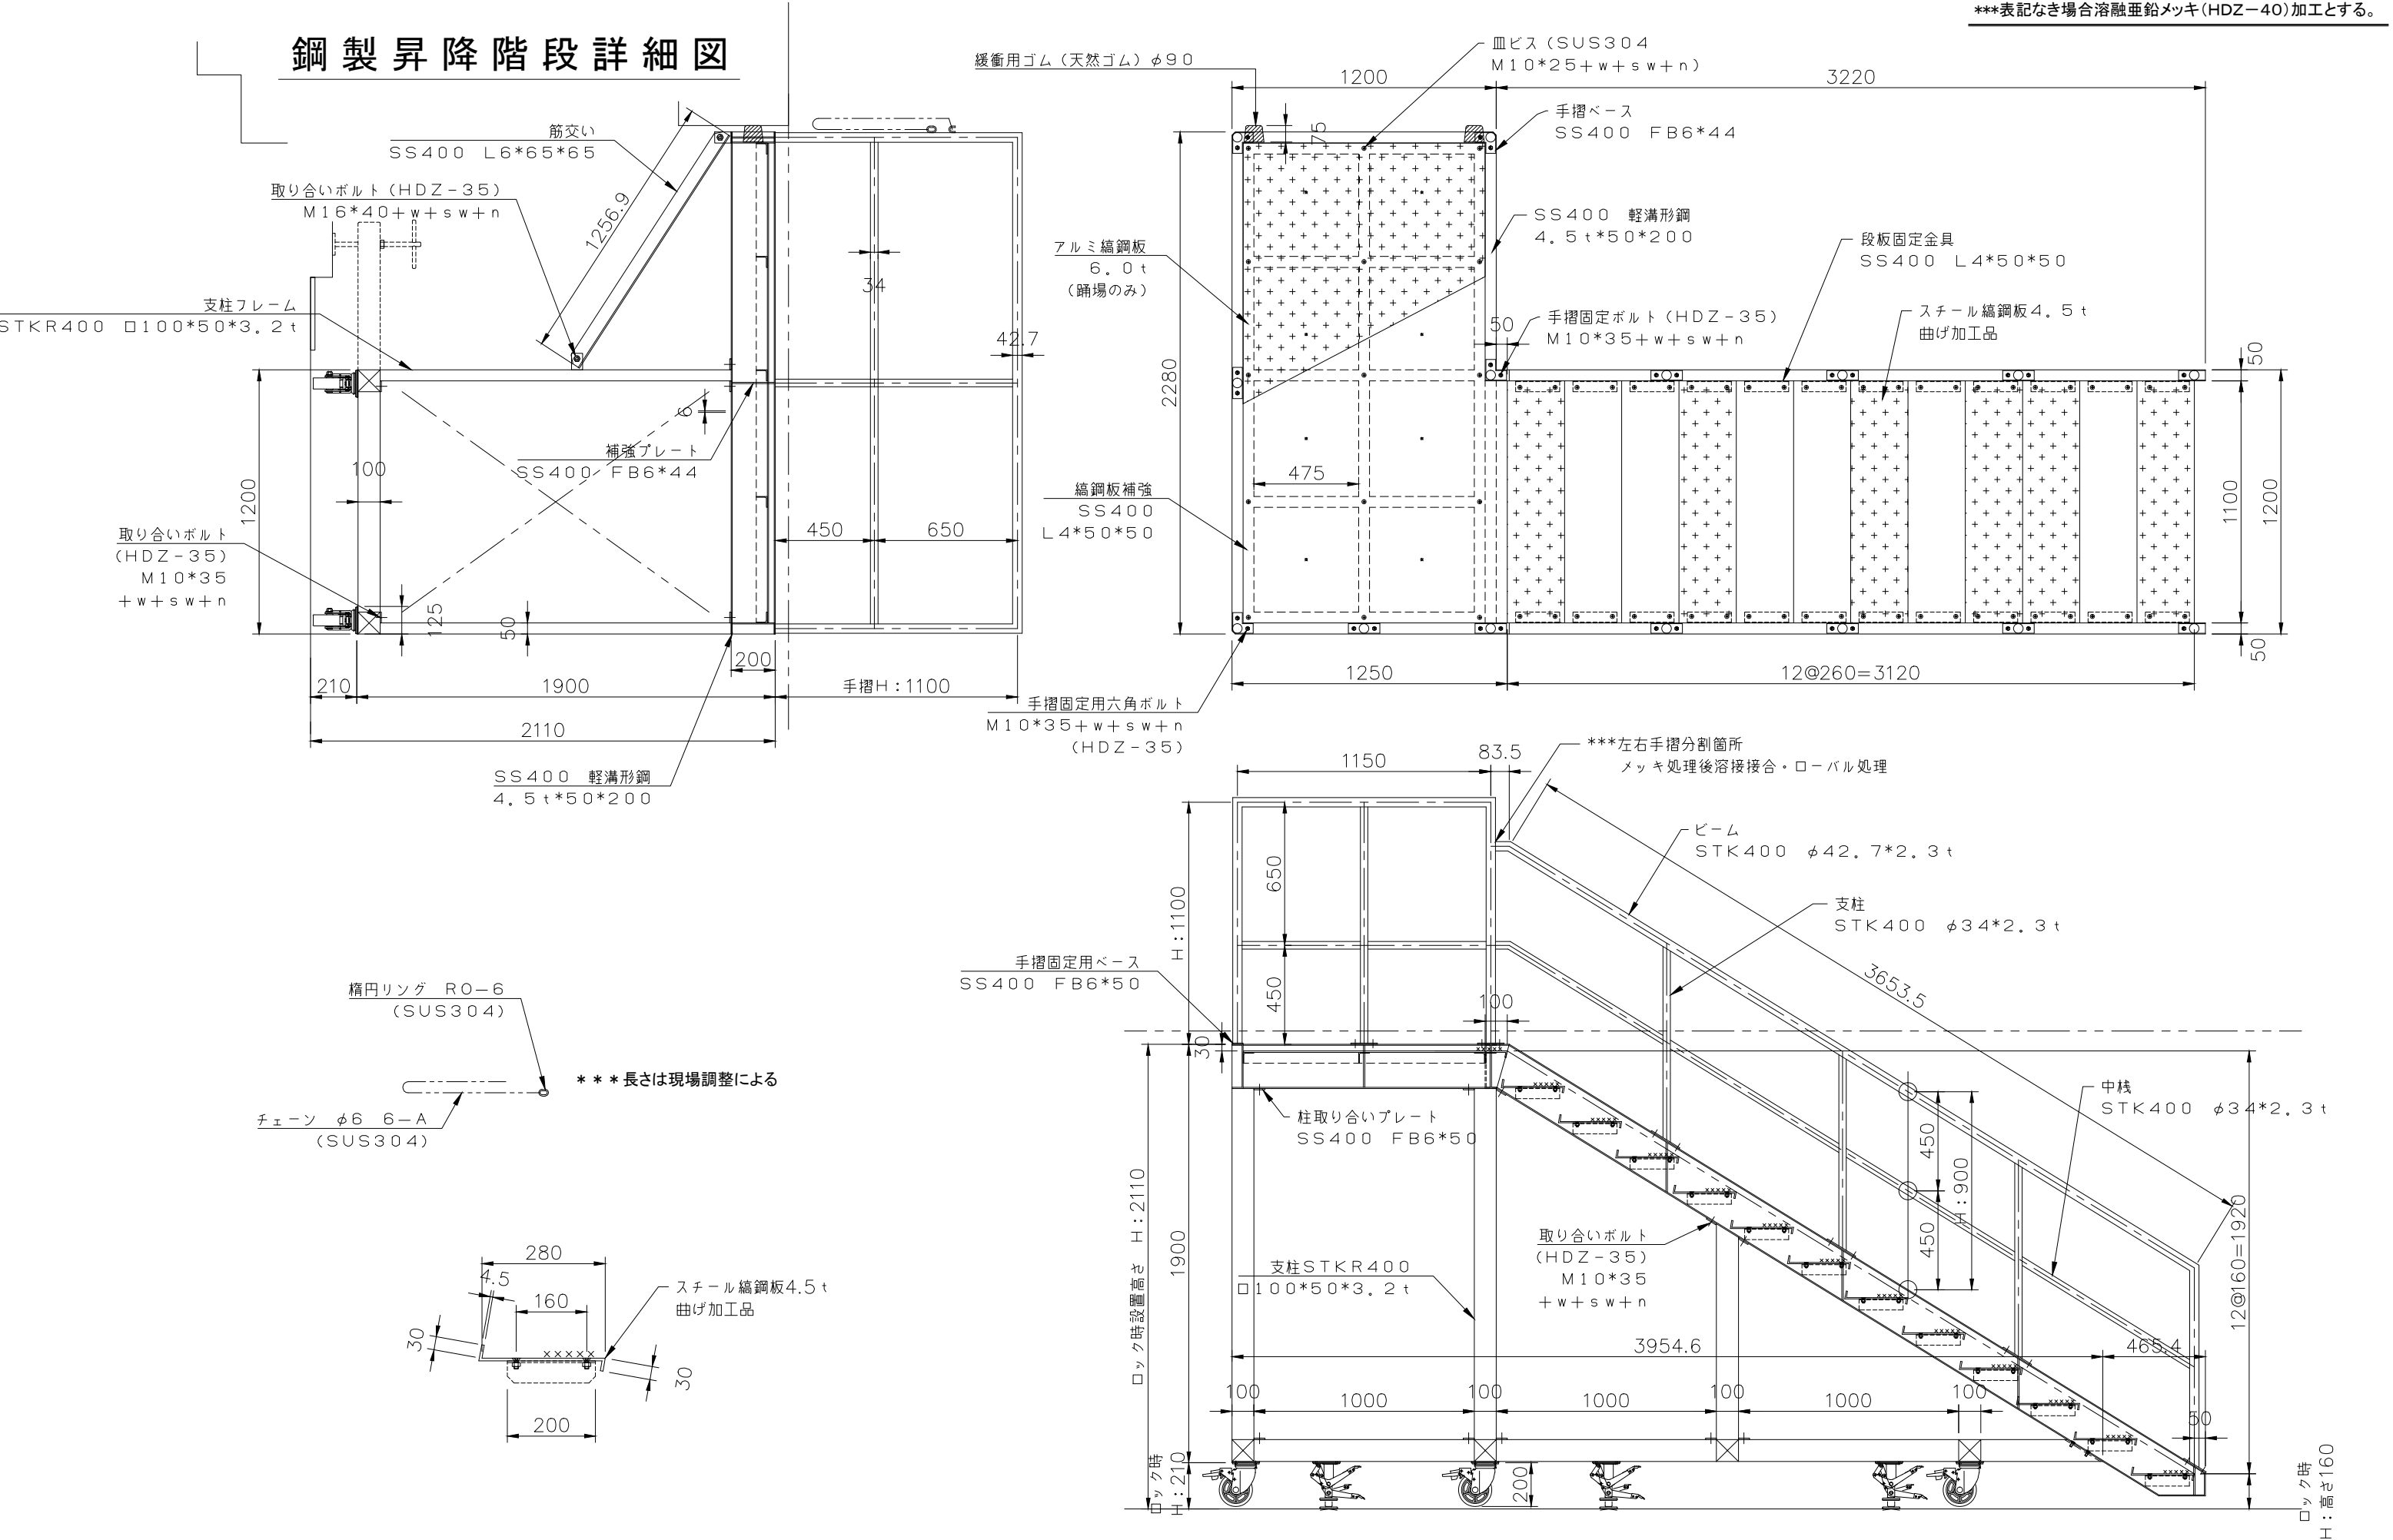 ***表記なき場合溶融亜鉛メッキ(HDZ-40)加工とする。
鋼製昇降階段詳細図
筋交い
SS400 L6*65*65
取り合いボルト(HDZ-35)
M16*40+w+sw+n
1256.9
支柱フレーム
STKR400 □100*50*3.2t
34
42.7
6
補強プレート
SS400 FB6*44
100
1200
取り合いボルト
(HDZ-35)
M10*35
+w+sw+n
125
50
450
650
200
210
1900
手摺H:1100
2110
SS400 軽溝形鋼
4.5t*50*200
緩衝用ゴム(天然ゴム)φ90
皿ビス(SUS304
M10*25+w+sw+n)
1200
3220
75
手摺ベース
SS400 FB6*44
SS400 軽溝形鋼
4.5t*50*200
アルミ縞鋼板
6.0t
(踊場のみ)
段板固定金具
SS400 L4*50*50
手摺固定ボルト(HDZ-35)
M10*35+w+sw+n
50
スチール縞鋼板4.5t
曲げ加工品
2280
475
縞鋼板補強
SS400
L4*50*50
50
1100
1200
50
1250
12@260=3120
手摺固定用六角ボルト
M10*35+w+sw+n
(HDZ-35)
1150
83.5
***左右手摺分割箇所
メッキ処理後溶接接合・ローバル処理
ビーム
STK400 φ42.7*2.3t
支柱
STK400 φ34*2.3t
3653.5
650
H:1100
450
手摺固定用ベース
SS400 FB6*50
100
30
柱取り合いプレート
SS400 FB6*50
中桟
STK400 φ34*2.3t
450
H:900
450
取り合いボルト
(HDZ-35)
M10*35
+w+sw+n
支柱STKR400
□100*50*3.2t
ロック時設置高さ H:2110
1900
12@160=1920
3954.6
465.4
100
1000
100
1000
100
1000
100
50
200
ロック時
H:210
ロック時
H:高さ160
楕円リング RO-6
(SUS304)
***長さは現場調整による
チェーン φ6 6-A
(SUS304)
280
4.5
160
スチール縞鋼板4.5t
曲げ加工品
30
30
200